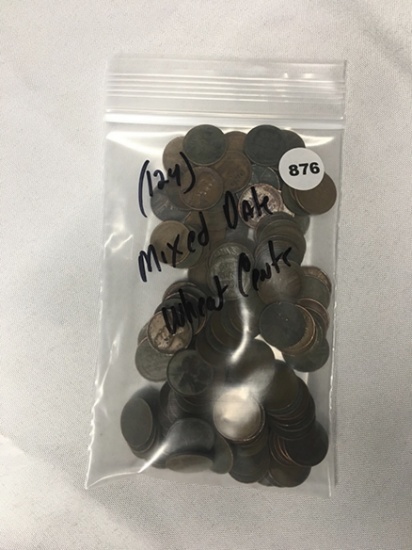 876
(124)
Mixed Date
Wheat Cents